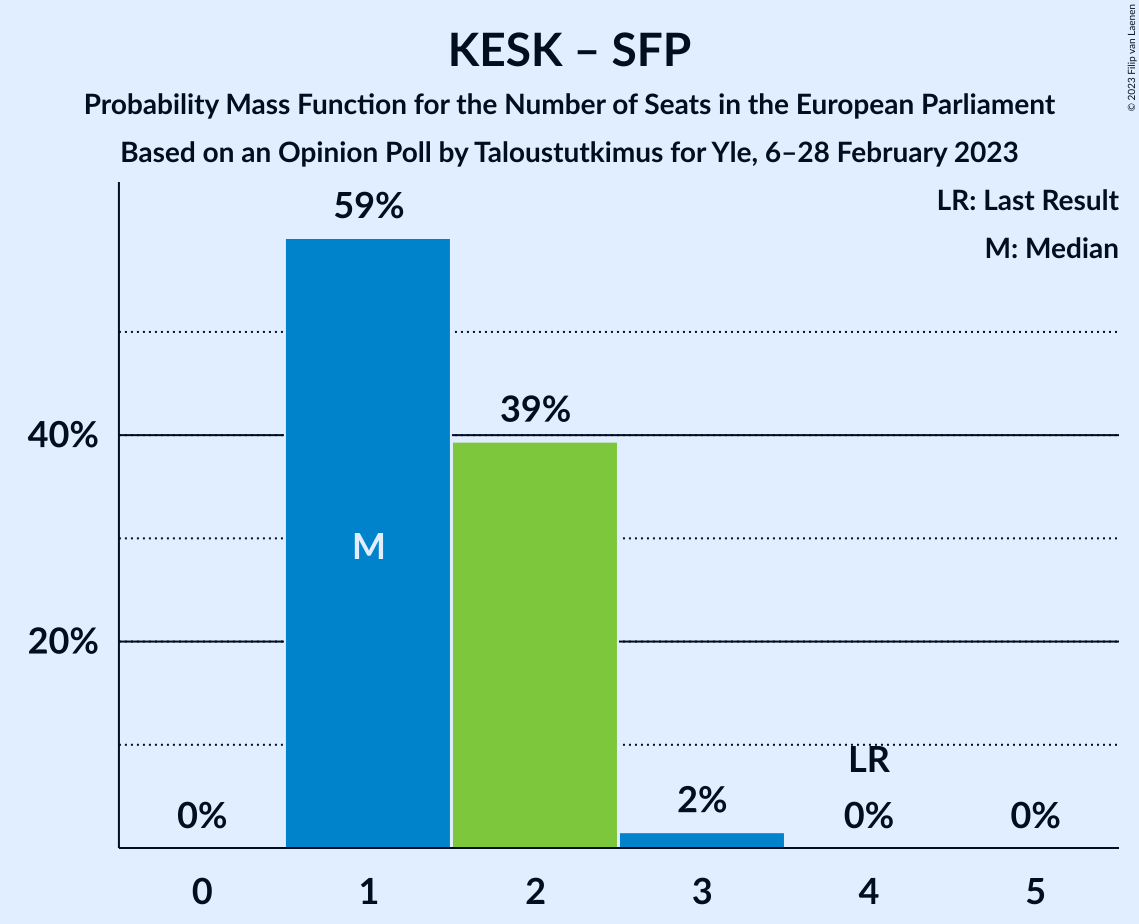 KESK – SFP
Probability Mass Function for the Number of Seats in the European Parliament
Based on an Opinion Poll by Taloustutkimus for Yle, 6–28 February 2023
© 2023 Filip van Laenen
LR: Last Result
M: Median
59%
39%
40%
M
20%
LR
0%
2%
0%
0%
0
1
2
3
4
5